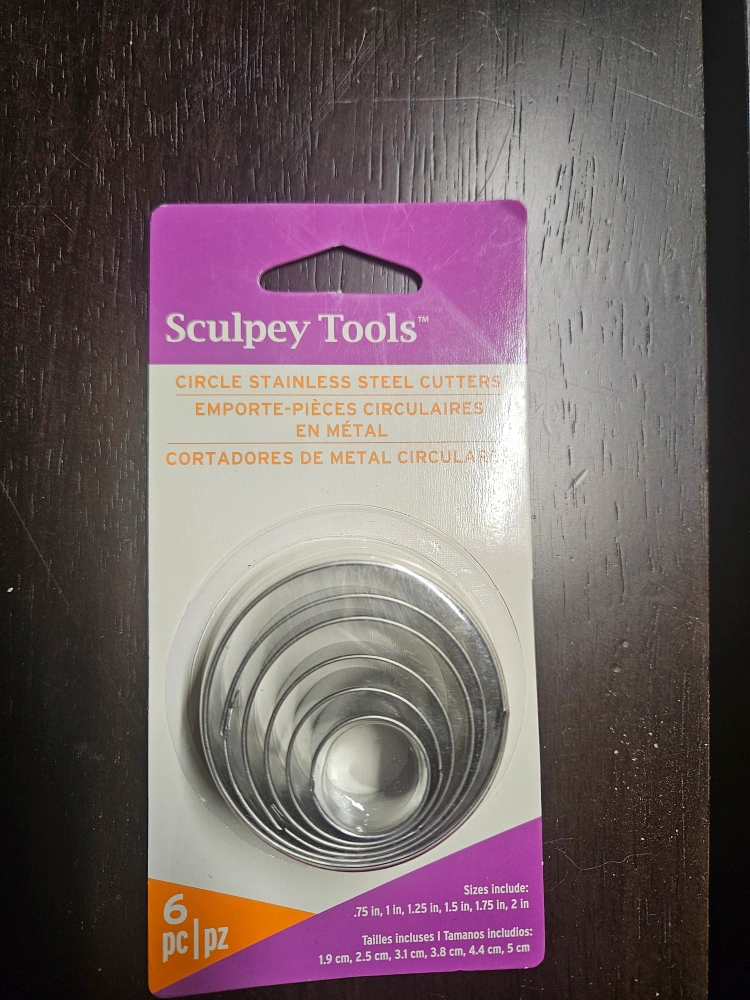 Sculpey Tools™
CIRCLE STAINLESS STEEL CUTTERS
EMPORTE-PIÈCES CIRCULAIRES
EN MÉTAL
CORTADORES DE METAL CIRCULARES
6
pc|pz
Sizes include:
.75 in, 1 in, 1.25 in, 1.5 in, 1.75 in, 2 in
Tailles incluses | Tamanos includios:
1.9 cm, 2.5 cm, 3.1 cm, 3.8 cm, 4.4 cm, 5 cm